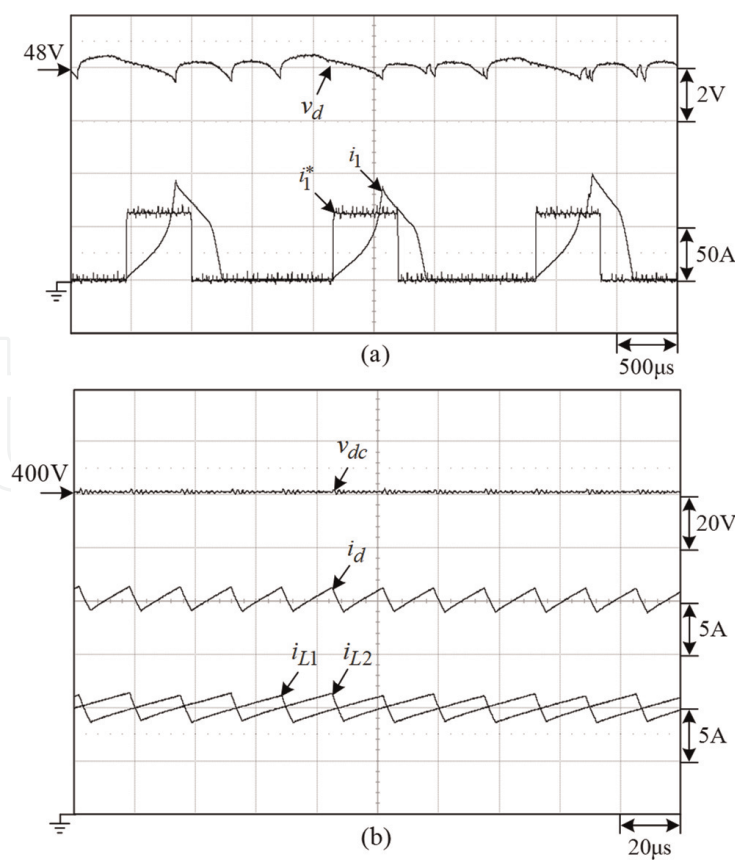 48V
v_d
2V
i_1^*
i_1
50A
(a)
500μs
400V
v_dc
20V
i_d
5A
i_L1
i_L2
5A
(b)
20μs